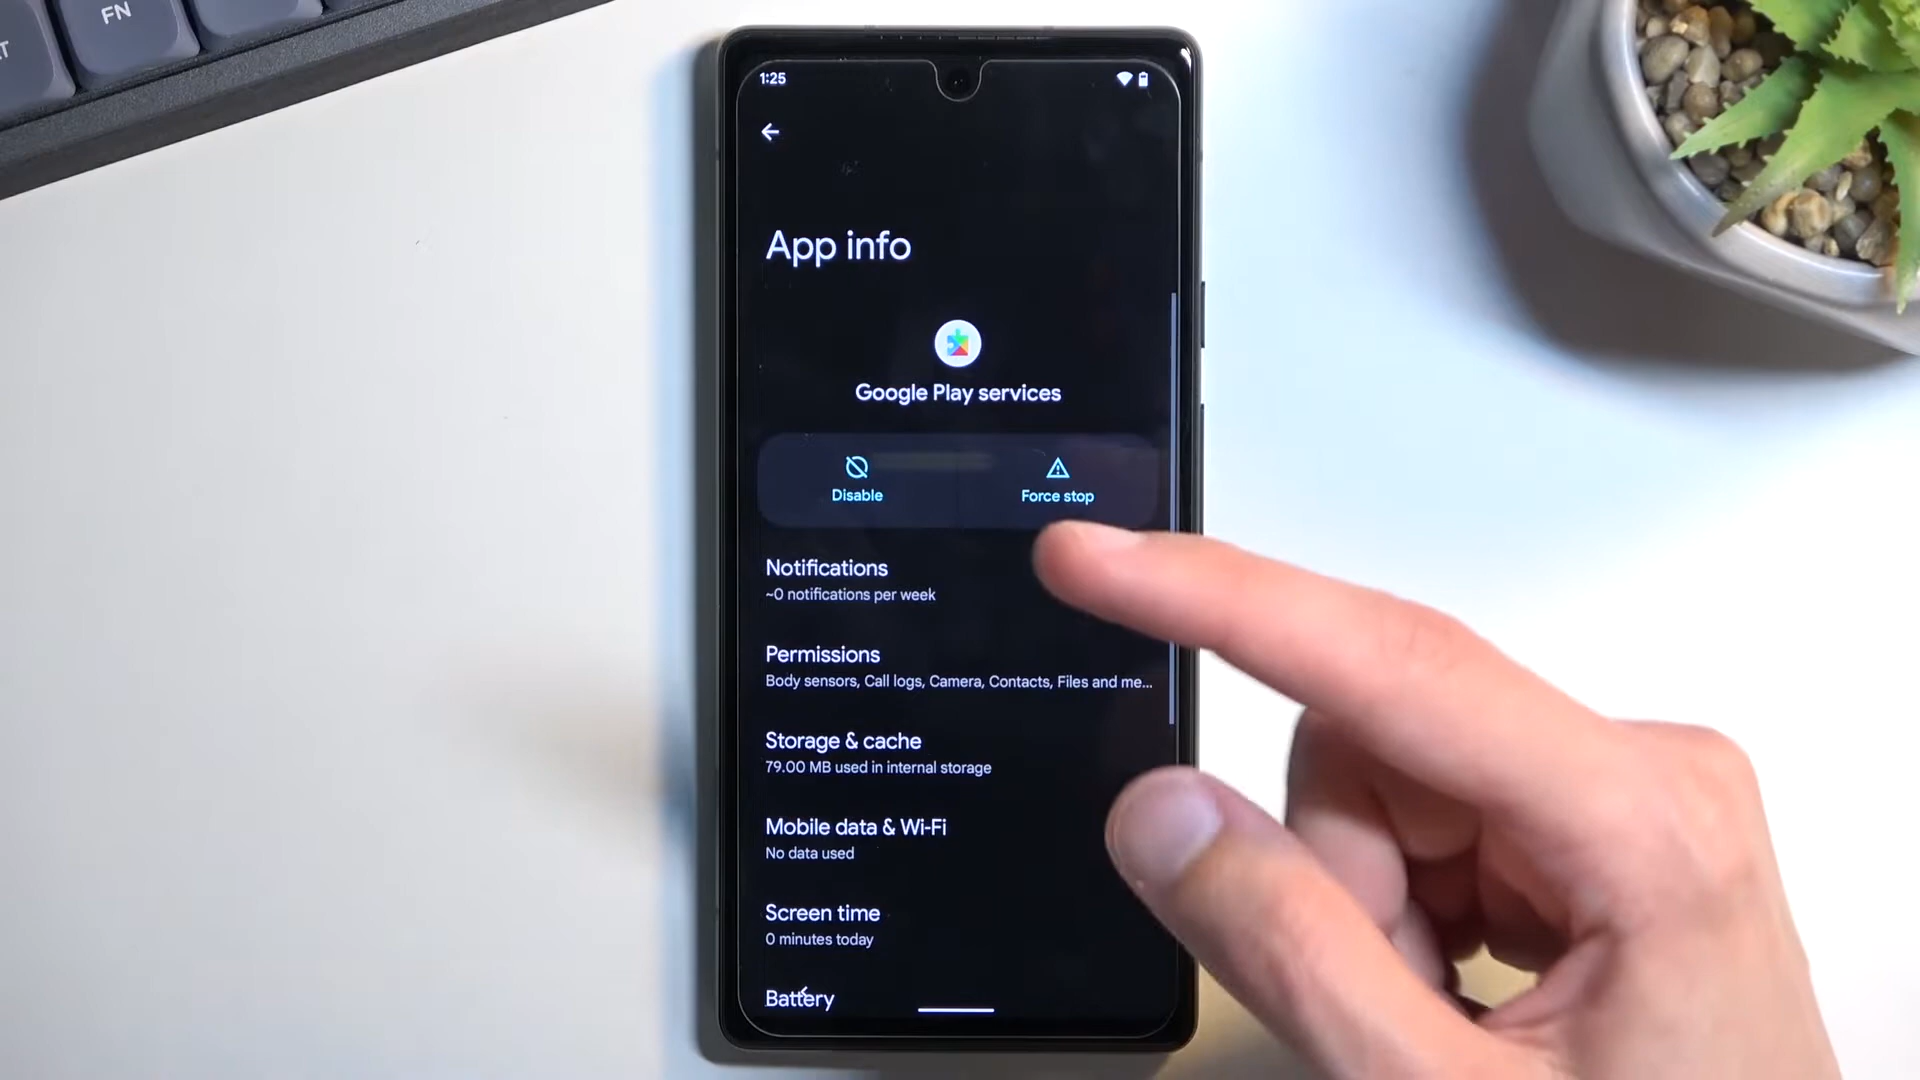 FN
1:25
App info
Google Play services
Disable
Force stop
Notifications
~0 notifications per week
Permissions
Body sensors, Call logs, Camera, Contacts, Files and me...
Storage & cache
79.00 MB used in internal storage
Mobile data & Wi-Fi
No data used
Screen time
0 minutes today
Battery